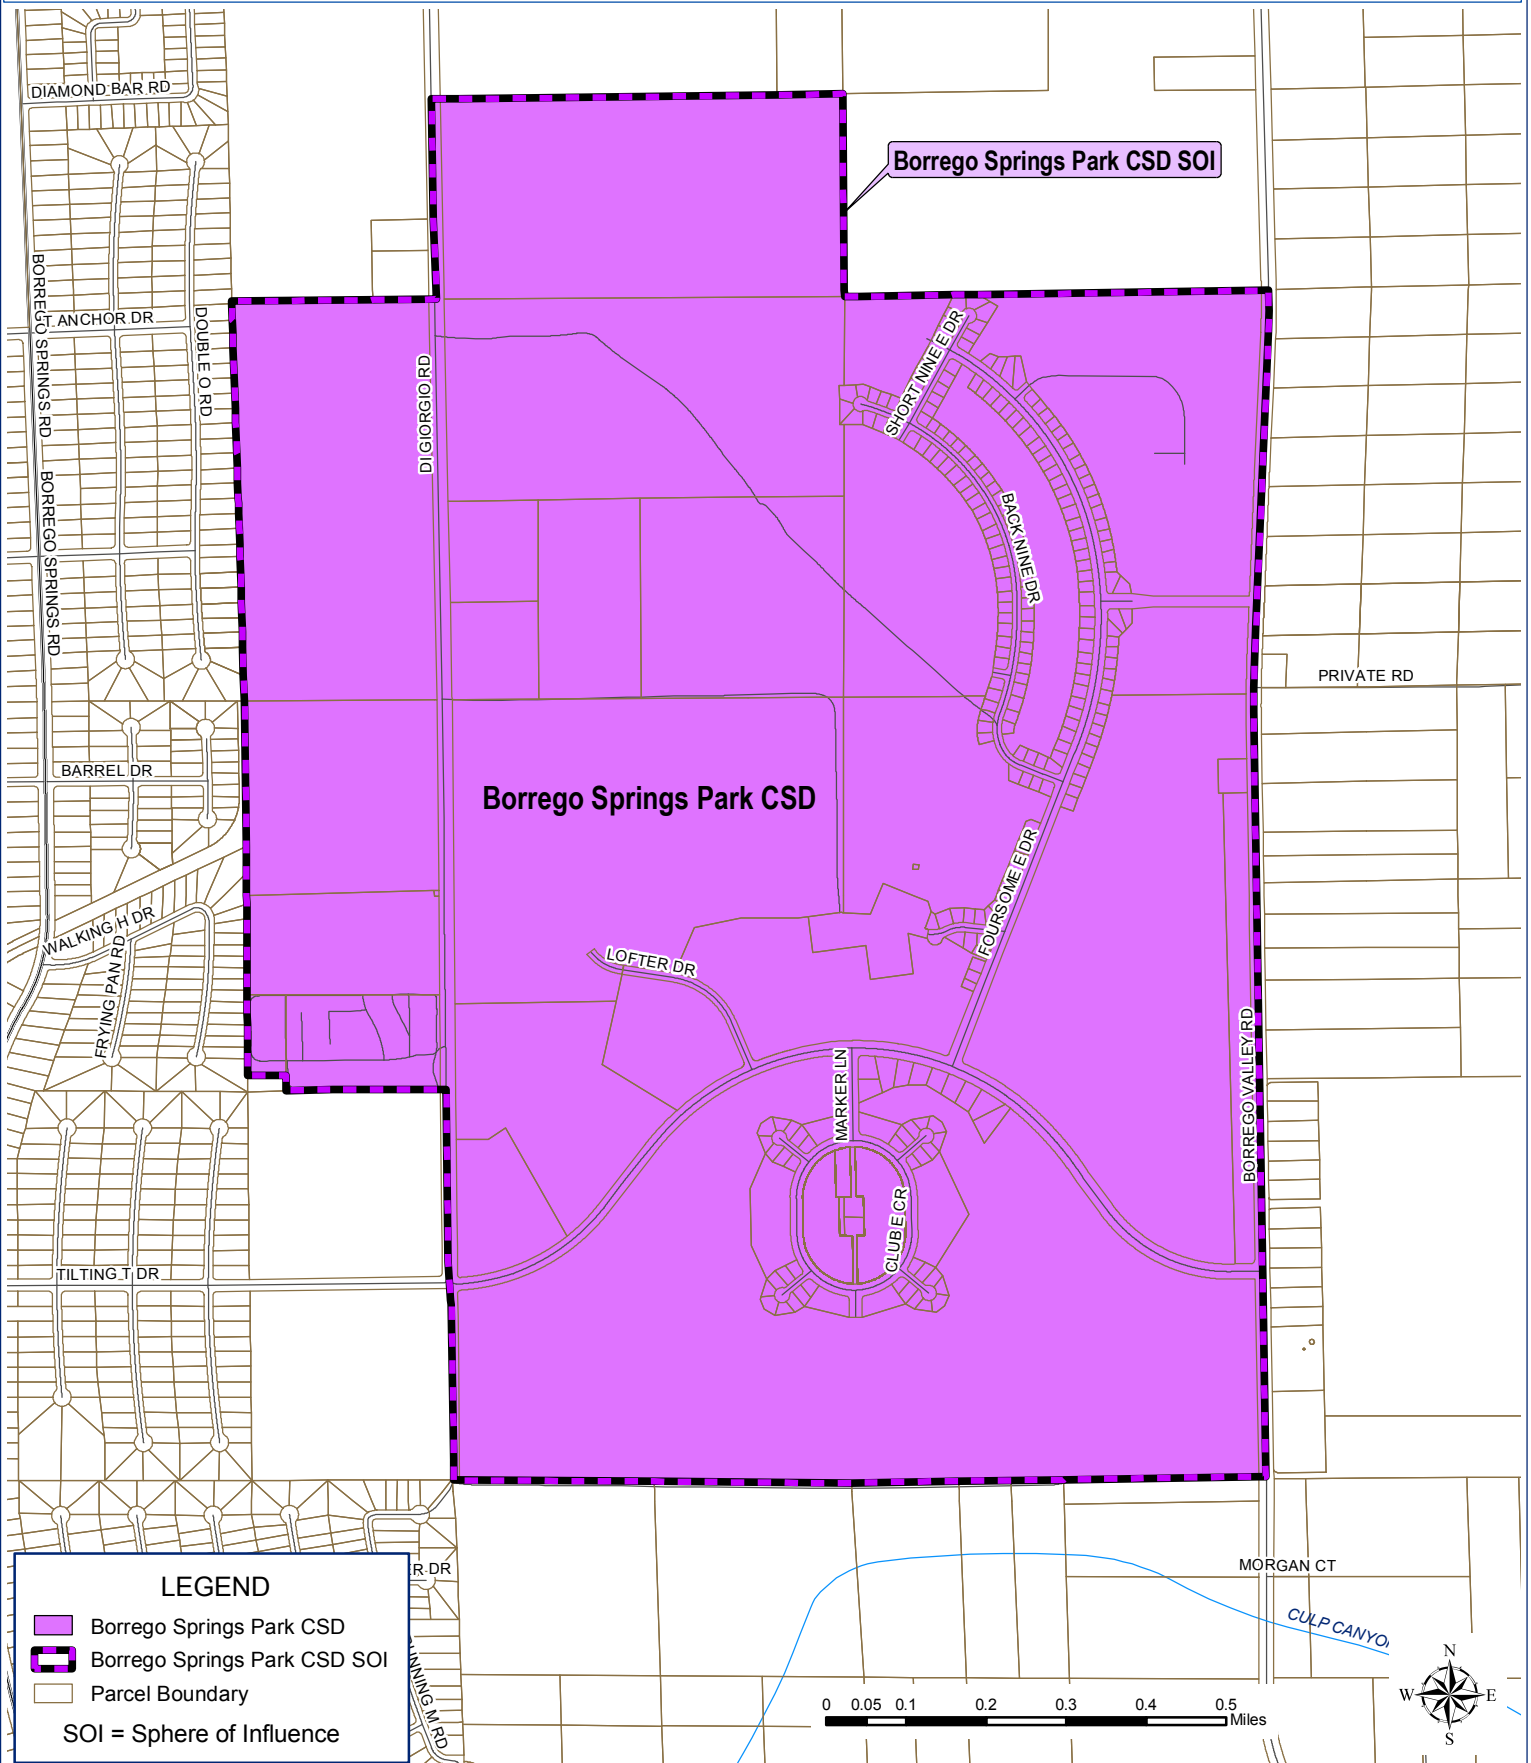 DIAMOND BAR RD
Borrego Springs Park CSD SOI
BORREGO SPRINGS RD
T ANCHOR DR
DOUBLE O RD
DI GIORGIO RD
SHORT NINE E DR
BORREGO SPRINGS RD
BACK NINE DR
PRIVATE RD
BARREL DR
Borrego Springs Park CSD
FOURSOME E DR
WALKING H DR
FRYING PAN RD
LOFTER DR
MARKER LN
BORREGO VALLEY RD
CLUB E CR
TILTING T DR
ER DR
MORGAN CT
CULP CANYO
UNNING M RD
LEGEND
Borrego Springs Park CSD
Borrego Springs Park CSD SOI
Parcel Boundary
SOI = Sphere of Influence
0 0.05 0.1 0.2 0.3 0.4 0.5
Miles
N
W E
S